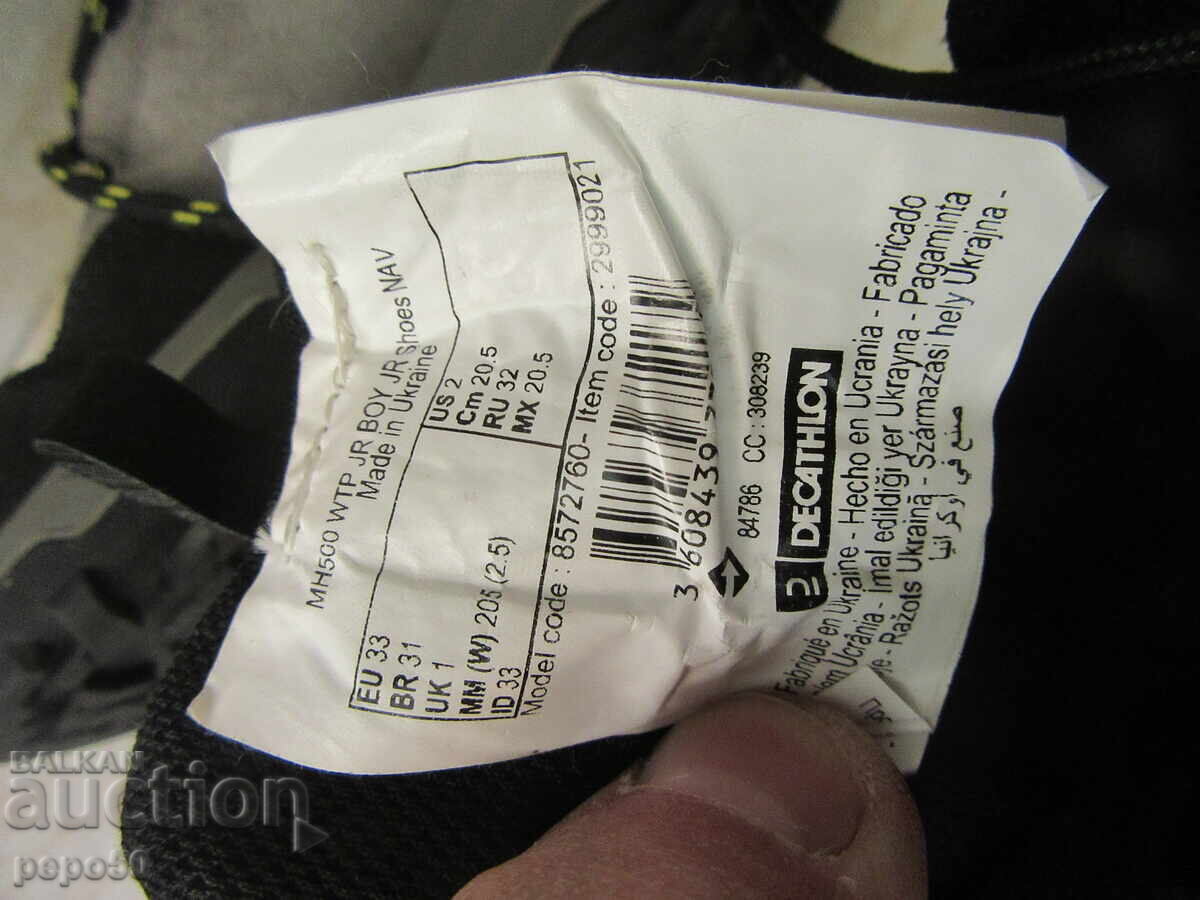 MH500 WTP JR BOY JR Shoes NAV
Made in Ukraine
EU 33
BR 31
UK 1
MM (W) 205 (2.5)
ID 33
US 2
Cm 20.5
RU 32
MX 20.5
Model code : 8572760- Item code : 2999021
3 608439
84786 CC : 308239
DECATHLON
Fabriqué en Ukraine - Hecho en Ucrania - Fabricado
Ucrânia - Imal edildiği yer Ukrayna - Pagaminta
Ražots Ukrainā - Származási hely Ukrajna -
صنع في أوكرانيا
BALKAN
auction
pepo50